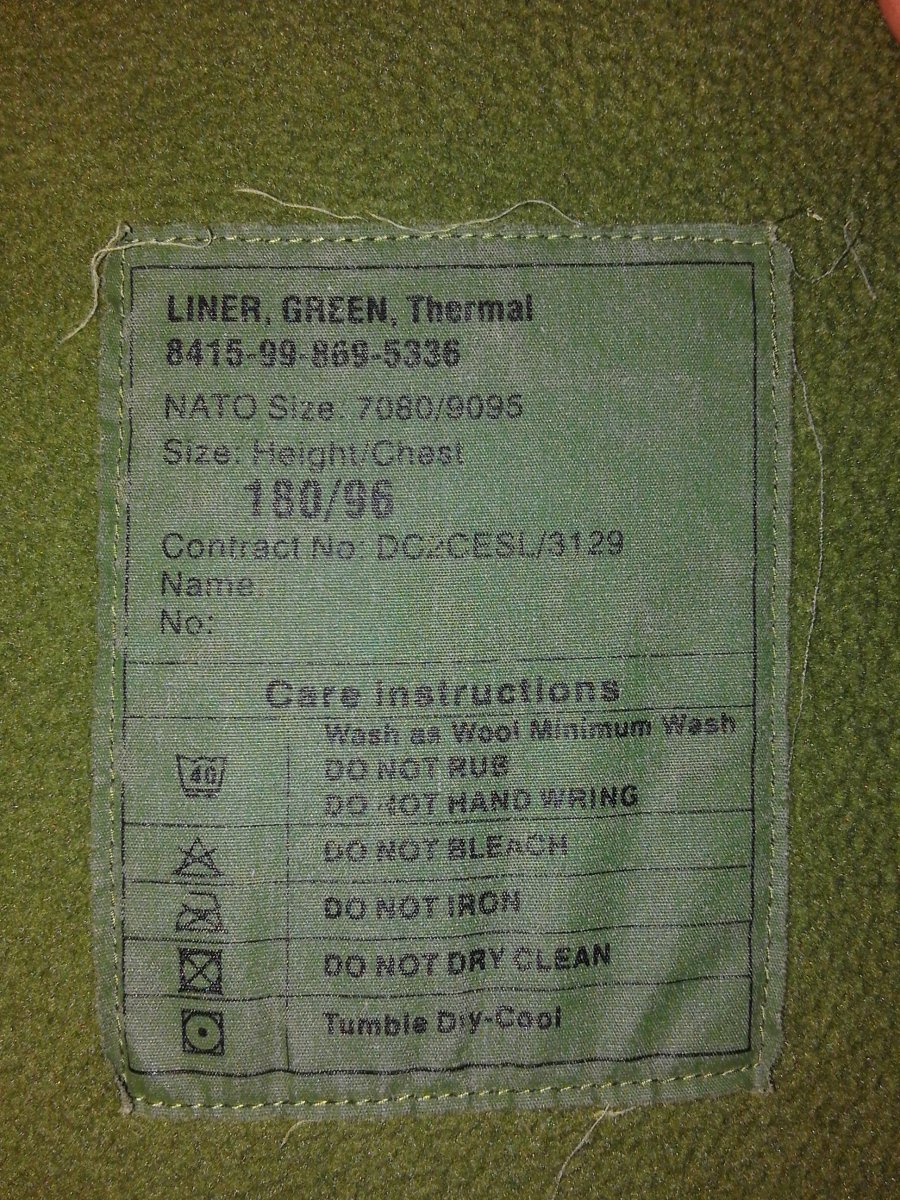 LINER, GREEN, Thermal
8415-99-869-5336
NATO Size: 7080/9095
Size: Height/Chest
180/96
Contract No: DC2CESL/3129
Name:
No:
Care instructions
Wash as Wool Minimum Wash
40
DO NOT RUB
DO NOT HAND WRING
DO NOT BLEACH
DO NOT IRON
DO NOT DRY CLEAN
Tumble Dry-Cool